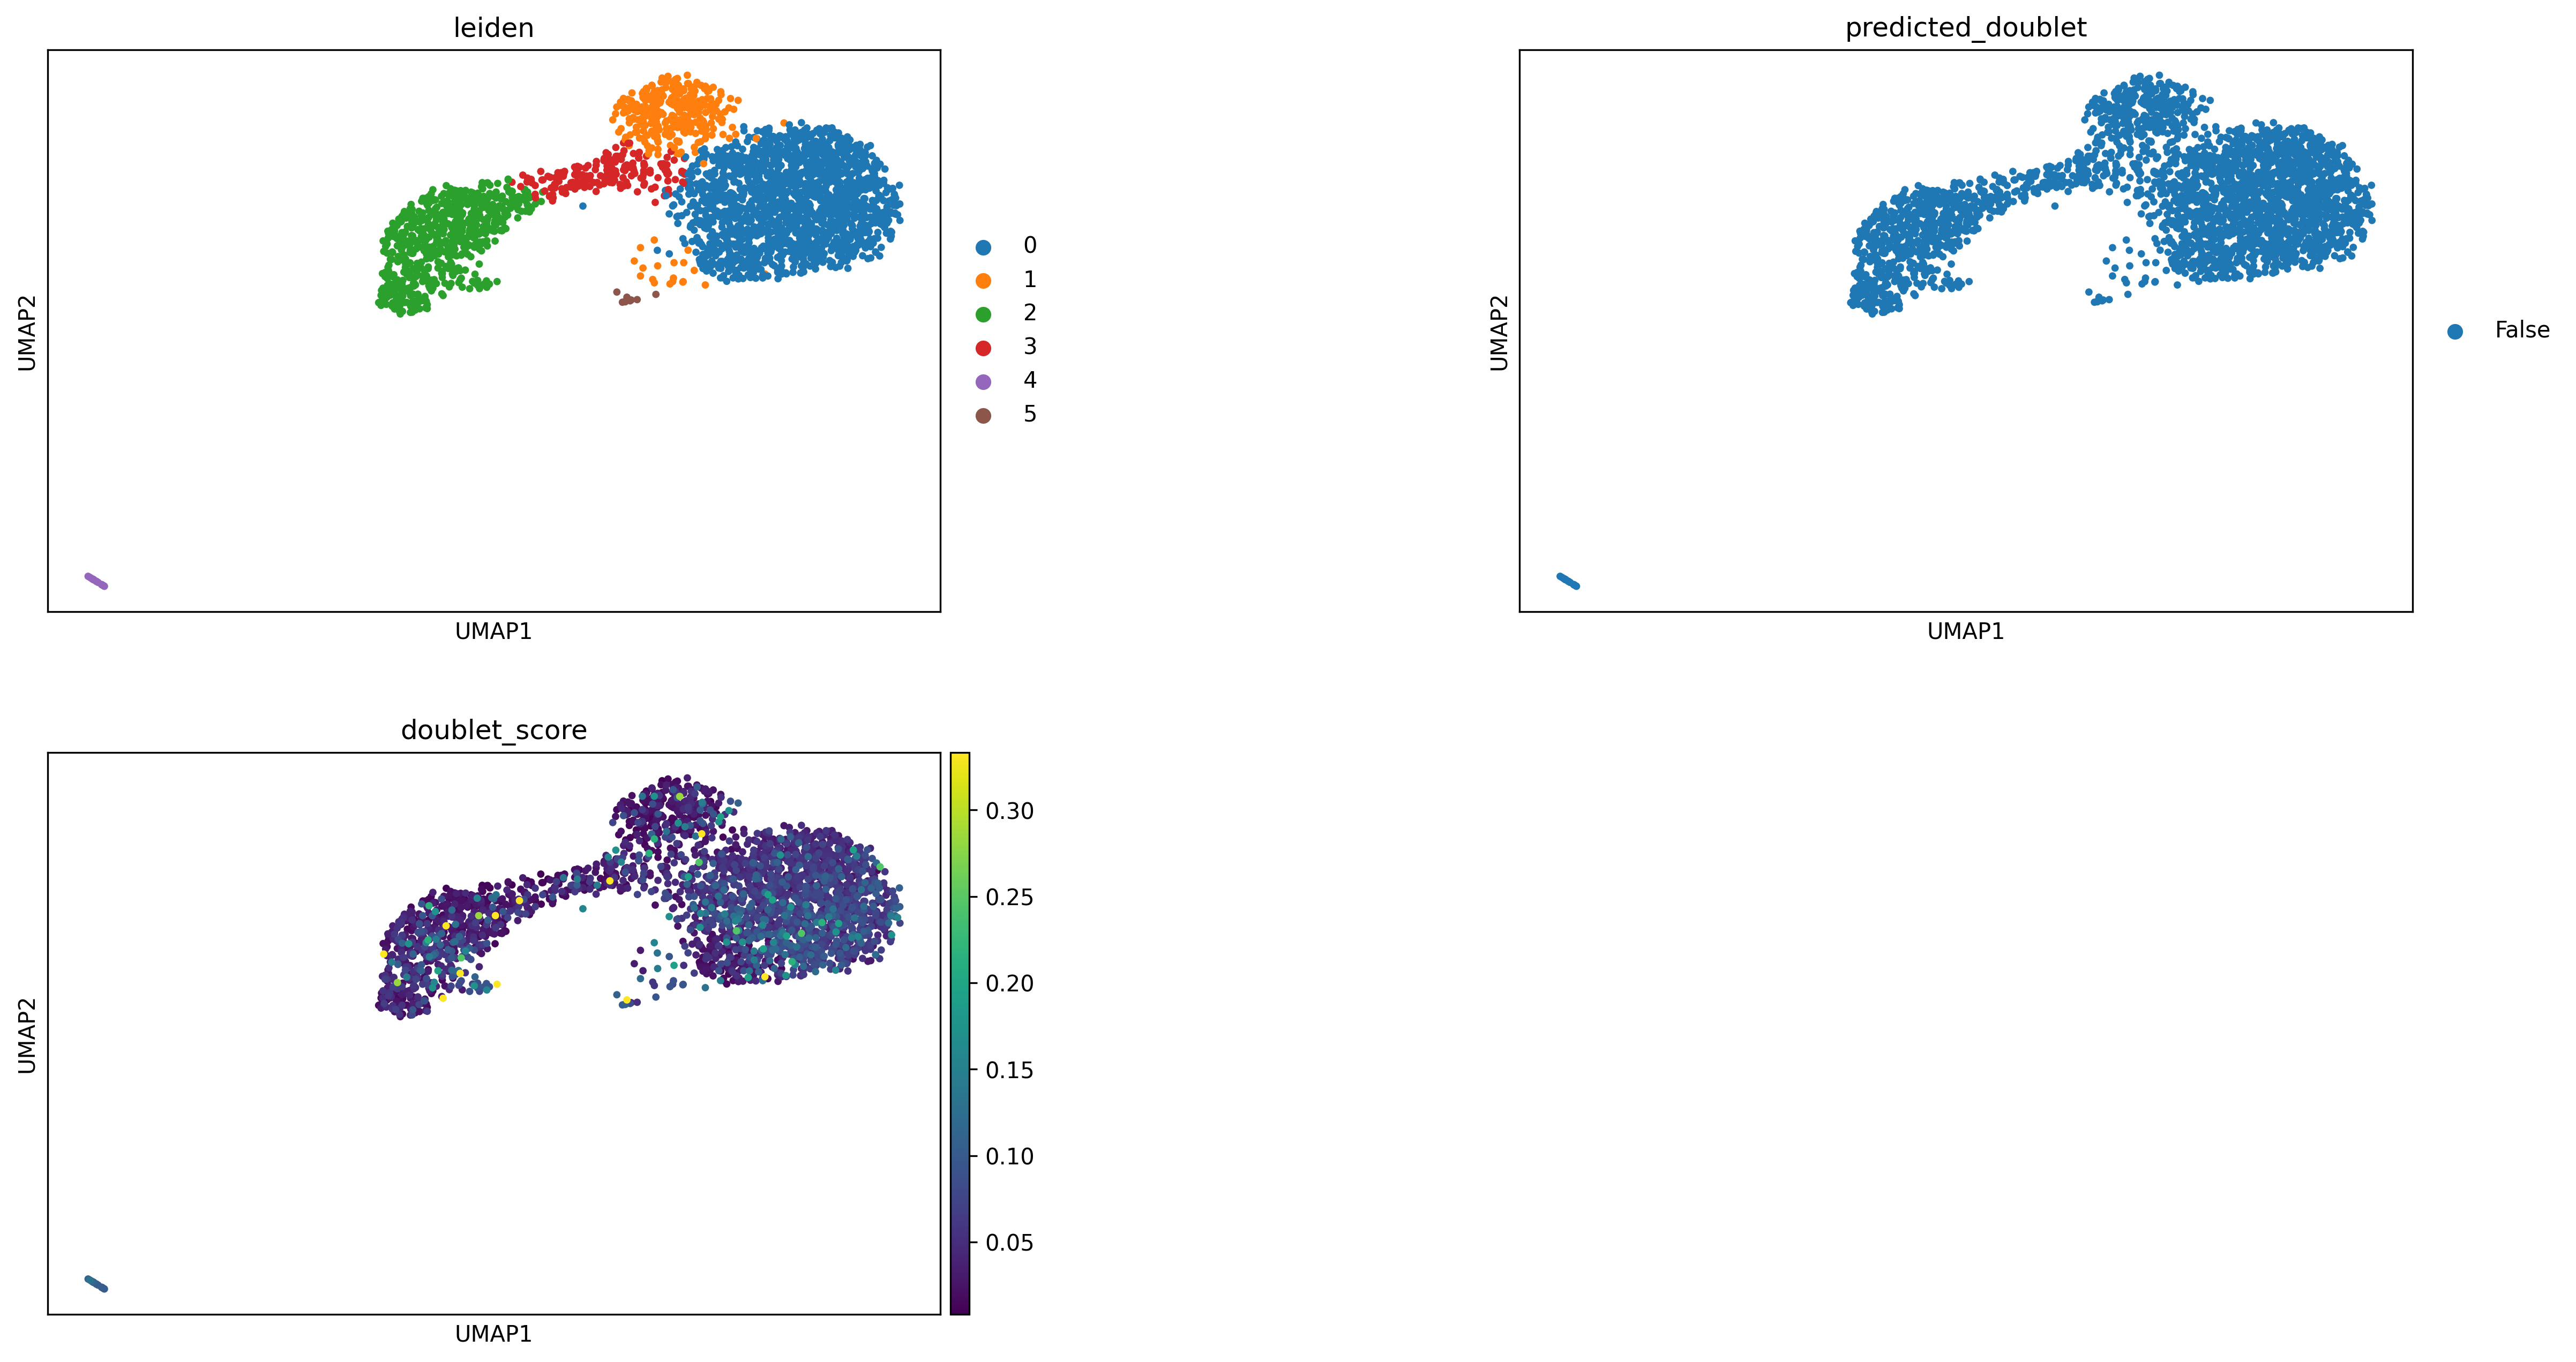 leiden
UMAP2
UMAP1
0
1
2
3
4
5
predicted_doublet
UMAP2
UMAP1
False
doublet_score
UMAP2
UMAP1
0.30
0.25
0.20
0.15
0.10
0.05